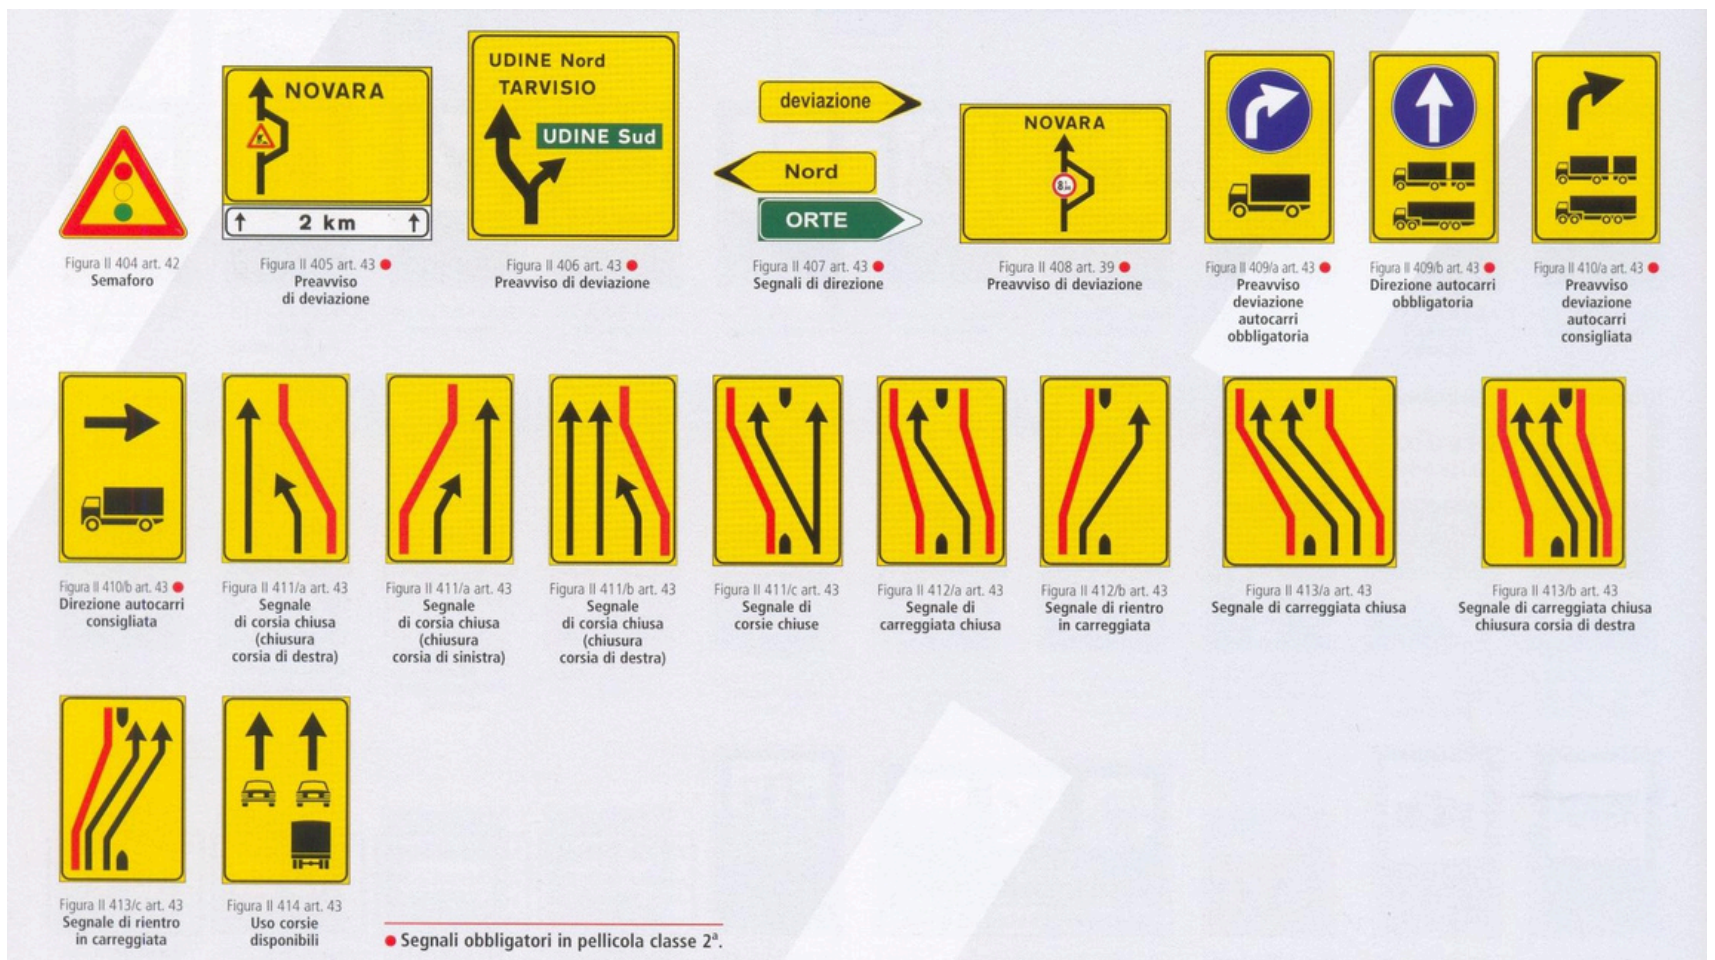 NOVARA
2 km
UDINE Nord
TARVISIO
UDINE Sud
deviazione
Nord
ORTE
NOVARA
Figura II 404 art. 42
Semaforo
Figura II 405 art. 43
Preavviso
di deviazione
Figura II 406 art. 43
Preavviso di deviazione
Figura II 407 art. 43
Segnali di direzione
Figura II 408 art. 39
Preavviso di deviazione
Figura II 409/a art. 43
Preavviso
deviazione
autocarri
obbligatoria
Figura II 409/b art. 43
Direzione autocarri
obbligatoria
Figura II 410/a art. 43
Preavviso
deviazione
autocarri
consigliata
Figura II 410/b art. 43
Direzione autocarri
consigliata
Figura II 411/a art. 43
Segnale
di corsia chiusa
(chiusura
corsia di destra)
Figura II 411/a art. 43
Segnale
di corsia chiusa
(chiusura
corsia di sinistra)
Figura II 411/b art. 43
Segnale
di corsia chiusa
(chiusura
corsia di destra)
Figura II 411/c art. 43
Segnale di
corsie chiuse
Figura II 412/a art. 43
Segnale di
carreggiata chiusa
Figura II 412/b art. 43
Segnale di rientro
in carreggiata
Figura II 413/a art. 43
Segnale di carreggiata chiusa
Figura II 413/b art. 43
Segnale di carreggiata chiusa
chiusura corsia di destra
Figura II 413/c art. 43
Segnale di rientro
in carreggiata
Figura II 414 art. 43
Uso corsie
disponibili
Segnali obbligatori in pellicola classe 2ª.